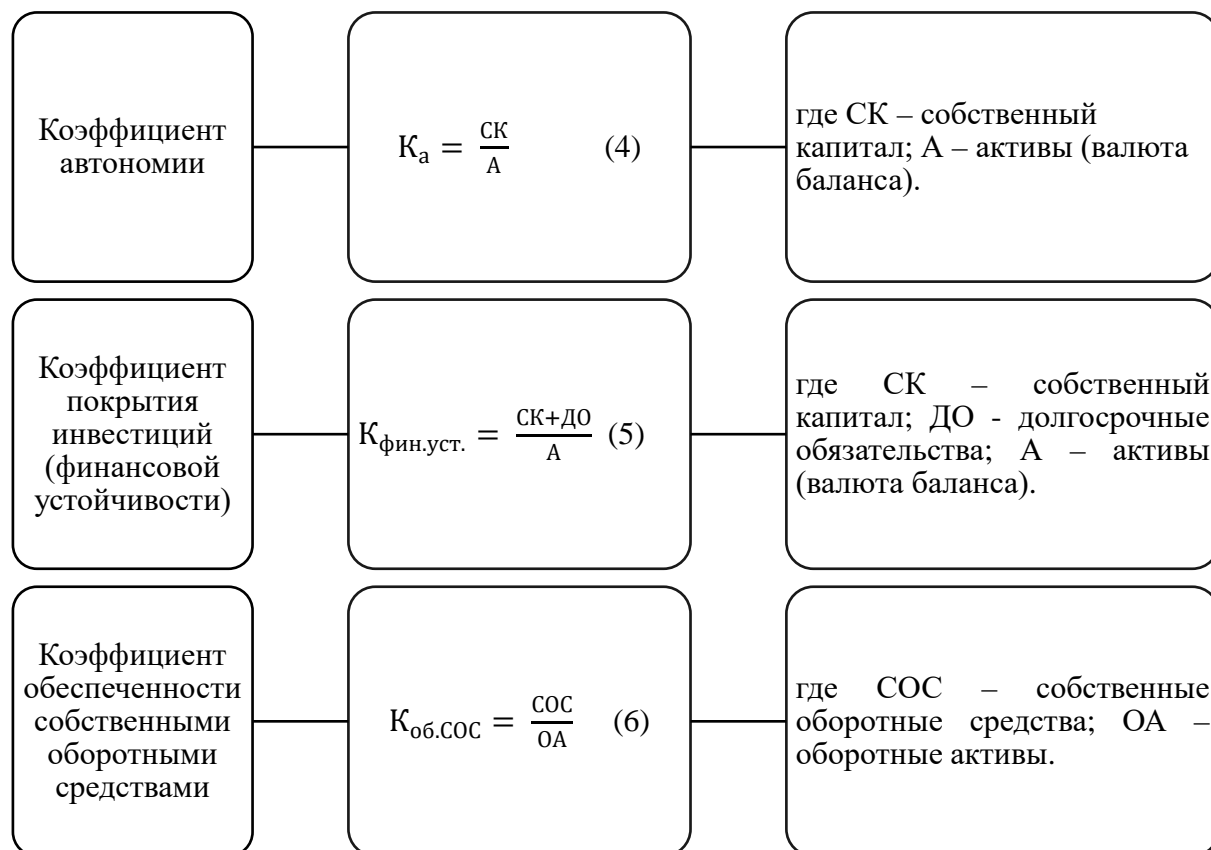 Коэффициент
автономии
К_а = СК/А (4)
где СК – собственный
капитал; А – активы (валюта
баланса).
Коэффициент
покрытия
инвестиций
(финансовой
устойчивости)
К_фин.уст. = СК+ДО/А (5)
где СК – собственный
капитал; ДО - долгосрочные
обязательства; А – активы
(валюта баланса).
Коэффициент
обеспеченности
собственными
оборотными
средствами
К_об.СОС = СОС/ОА (6)
где СОС – собственные
оборотные средства; ОА –
оборотные активы.